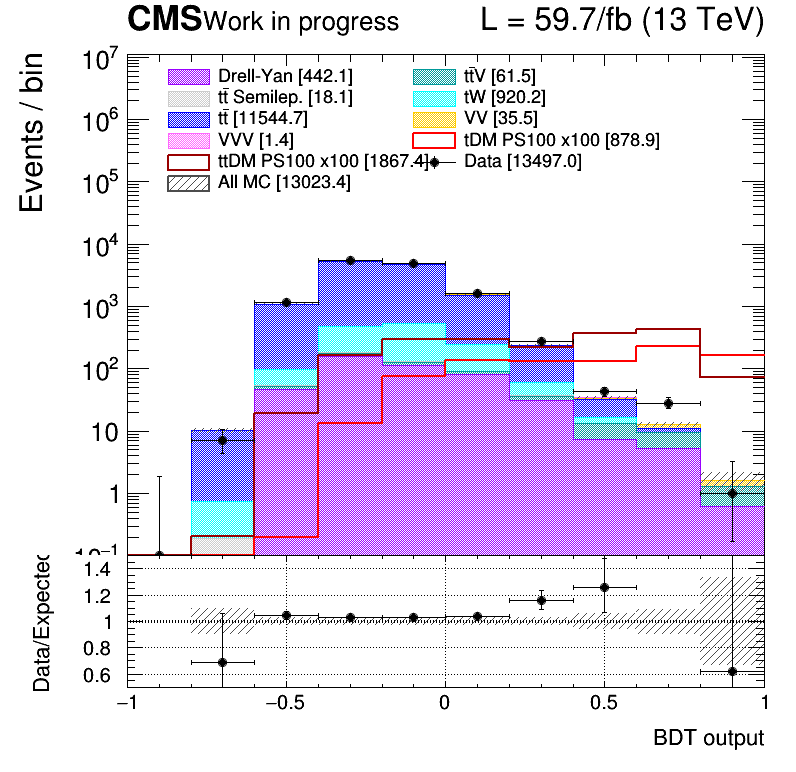 CMS Work in progress L = 59.7/fb (13 TeV)
Events / bin
10⁷
10⁶
10⁵
10⁴
10³
10²
10
1
10⁻¹
Drell-Yan [442.1] tt̄V [61.5]
tt̄ Semilep. [18.1] tW [920.2]
tt̄ [11544.7] VV [35.5]
VVV [1.4] tDM PS100 x100 [878.9]
ttDM PS100 x100 [1867.4] Data [13497.0]
All MC [13023.4]
Data/Expected
1.4
1.2
1
0.8
0.6
−1 −0.5 0 0.5 1
BDT output